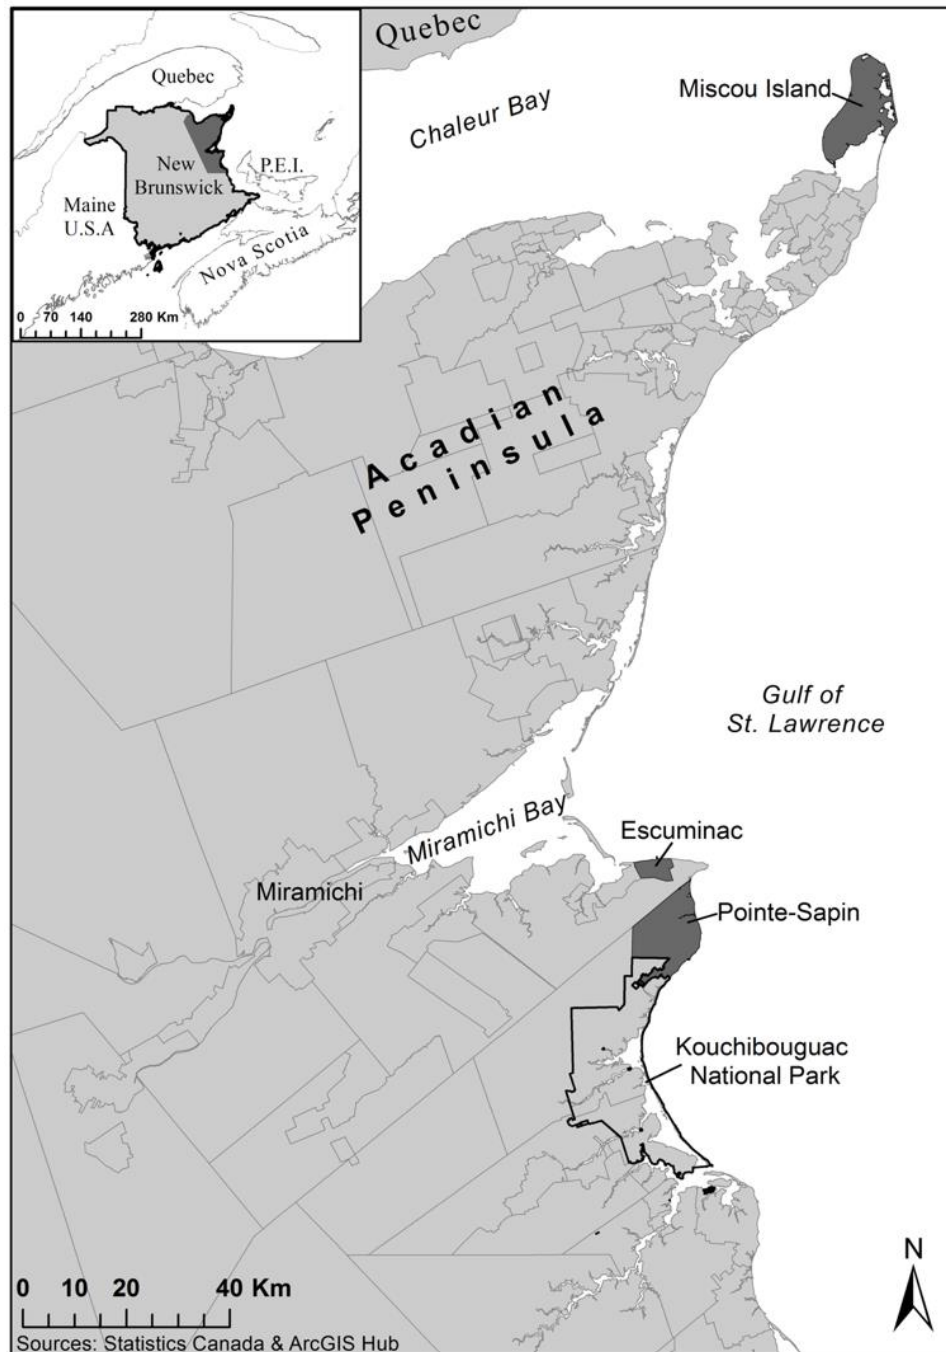 Quebec
Quebec
New
Brunswick
P.E.I.
Maine
U.S.A
Nova Scotia
0 70 140 280 Km
Chaleur Bay
Miscou Island
Acadian
Peninsula
Gulf of
St. Lawrence
Miramichi Bay
Escuminac
Miramichi
Pointe-Sapin
Kouchibouguac
National Park
N
0 10 20 40 Km
Sources: Statistics Canada & ArcGIS Hub